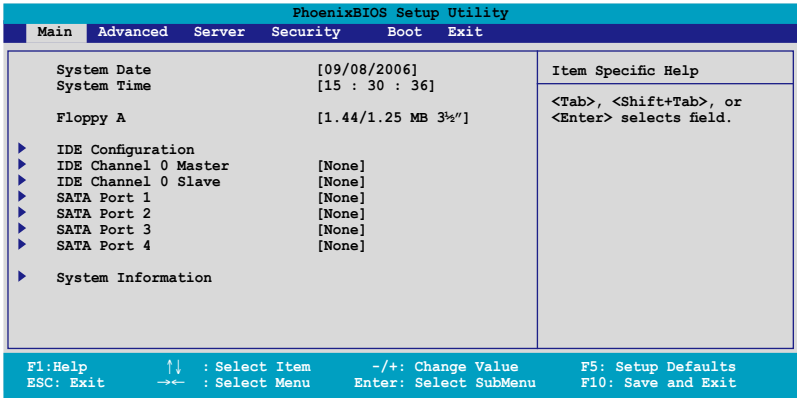 PhoenixBIOS Setup Utility
Main Advanced Server Security Boot Exit
System Date [09/08/2006]
System Time [15 : 30 : 36]
Floppy A [1.44/1.25 MB 3½"]
IDE Configuration
IDE Channel 0 Master [None]
IDE Channel 0 Slave [None]
SATA Port 1 [None]
SATA Port 2 [None]
SATA Port 3 [None]
SATA Port 4 [None]
System Information
Item Specific Help
<Tab>, <Shift+Tab>, or
<Enter> selects field.
F1:Help ↑↓ : Select Item -/+: Change Value F5: Setup Defaults
ESC: Exit →← : Select Menu Enter: Select SubMenu F10: Save and Exit